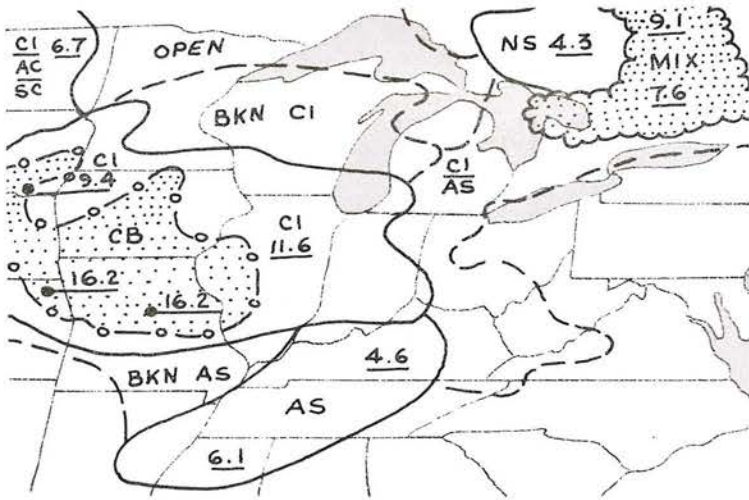 CI 6.7
AC
SC
OPEN
NS 4.3
9.1
MIX
7.6
BKN CI
CI
9.4
CI
AS
CB
CI
11.6
16.2
16.2
4.6
BKN AS
AS
6.1